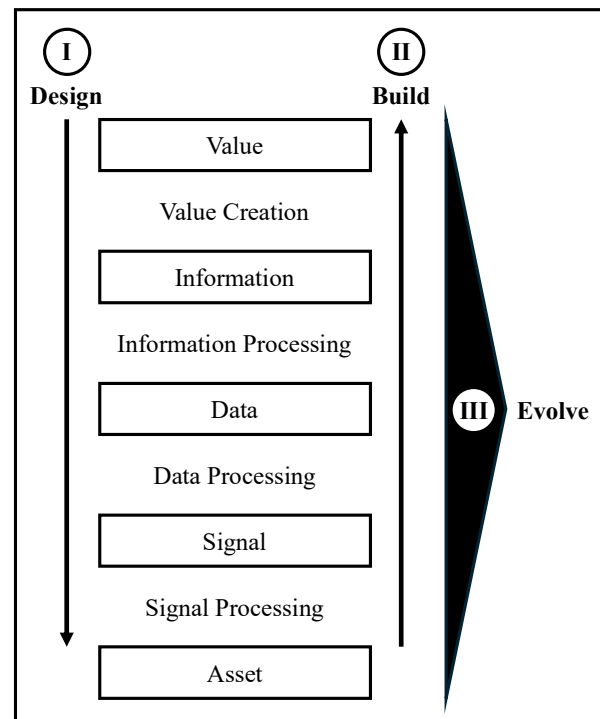 I
II
Design
Build
Value
Value Creation
Information
Information Processing
Data
III
Evolve
Data Processing
Signal
Signal Processing
Asset